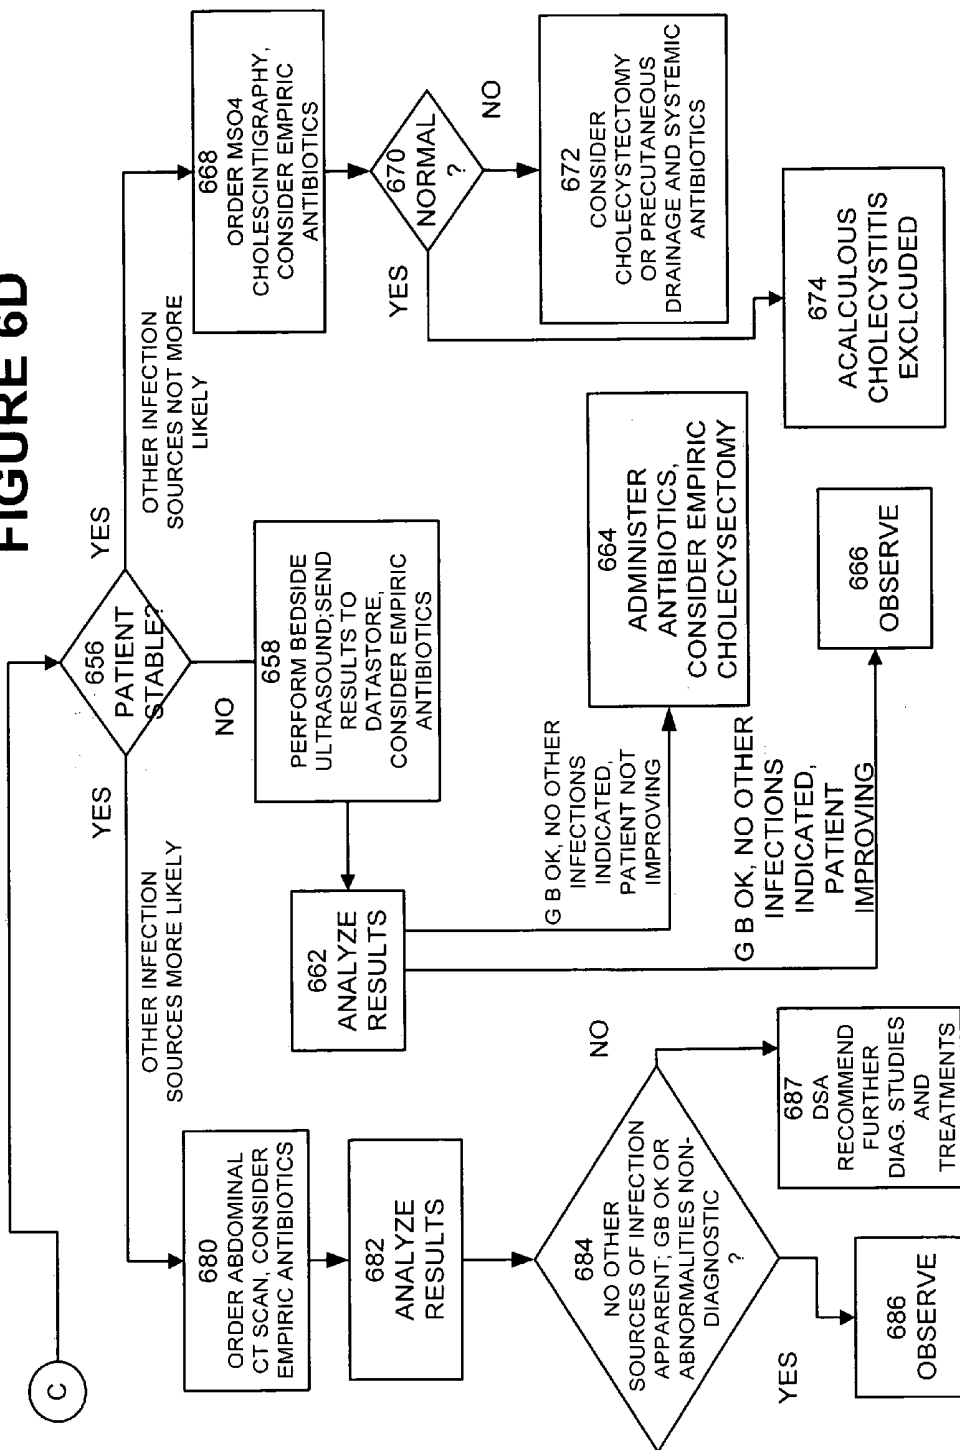 FIGURE 6D
C
656
PATIENT
STABLE?
YES
OTHER INFECTION
SOURCES MORE LIKELY
NO
YES
OTHER INFECTION
SOURCES NOT MORE
LIKELY
680
ORDER ABDOMINAL
CT SCAN, CONSIDER
EMPIRIC ANTIBIOTICS
682
ANALYZE
RESULTS
684
NO OTHER
SOURCES OF INFECTION
APPARENT; GB OK OR
ABNORMALITIES NON-
DIAGNOSTIC
?
YES
NO
686
OBSERVE
687
DSA
RECOMMEND
FURTHER
DIAG. STUDIES
AND
TREATMENTS
658
PERFORM BEDSIDE
ULTRASOUND;SEND
RESULTS TO
DATASTORE,
CONSIDER EMPIRIC
ANTIBIOTICS
662
ANALYZE
RESULTS
G B OK, NO OTHER
INFECTIONS
INDICATED,
PATIENT NOT
IMPROVING
G B OK, NO OTHER
INFECTIONS
INDICATED,
PATIENT
IMPROVING
664
ADMINISTER
ANTIBIOTICS,
CONSIDER EMPIRIC
CHOLECYSECTOMY
666
OBSERVE
668
ORDER MSO4
CHOLESCINTIGRAPHY,
CONSIDER EMPIRIC
ANTIBIOTICS
670
NORMAL
?
YES
NO
672
CONSIDER
CHOLECYSTECTOMY
OR PRECUTANEOUS
DRAINAGE AND SYSTEMIC
ANTIBIOTICS
674
ACALCULOUS
CHOLECYSTITIS
EXCLCUDED